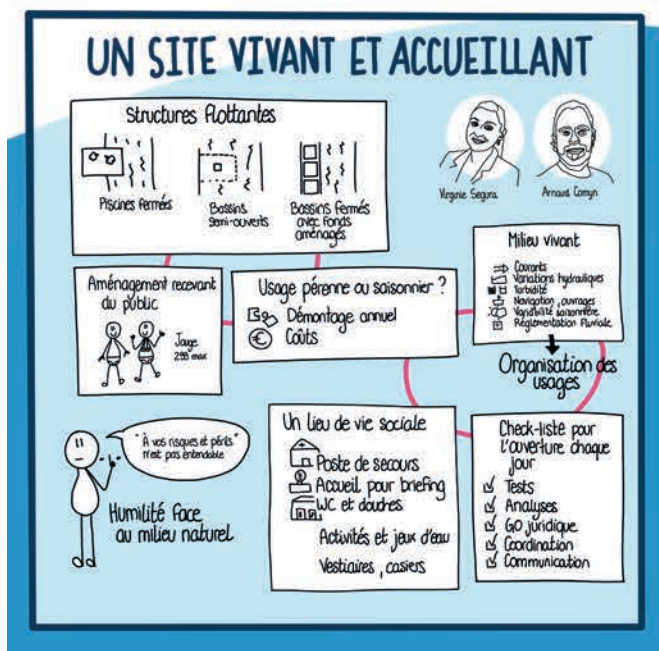 UN SITE VIVANT ET ACCUEILLANT
Structures flottantes
Piscines fermées
Bassins
semi-ouverts
Bassins fermés
avec fonds
aménagés
Virginie Segura
Arnaud Comyn
Aménagement recevant
du public
Jauge
298 max
Usage pérenne ou saisonnier ?
Démontage annuel
€
Coûts
Milieu vivant
Courants
Variations hydrauliques
Turbidité
Navigation, ouvrages
Variabilité saisonnière
Réglementation fluviale
Organisation des
usages
"À vos risques et périls"
n'est pas entendable
Humilité face
au milieu naturel
Un lieu de vie sociale
Poste de secours
Accueil pour briefing
WC et douches
Activités et jeux d'eau
Vestiaires, casiers
Check-liste pour
l'ouverture chaque
jour
Tests
Analyses
GO juridique
Coordination
Communication